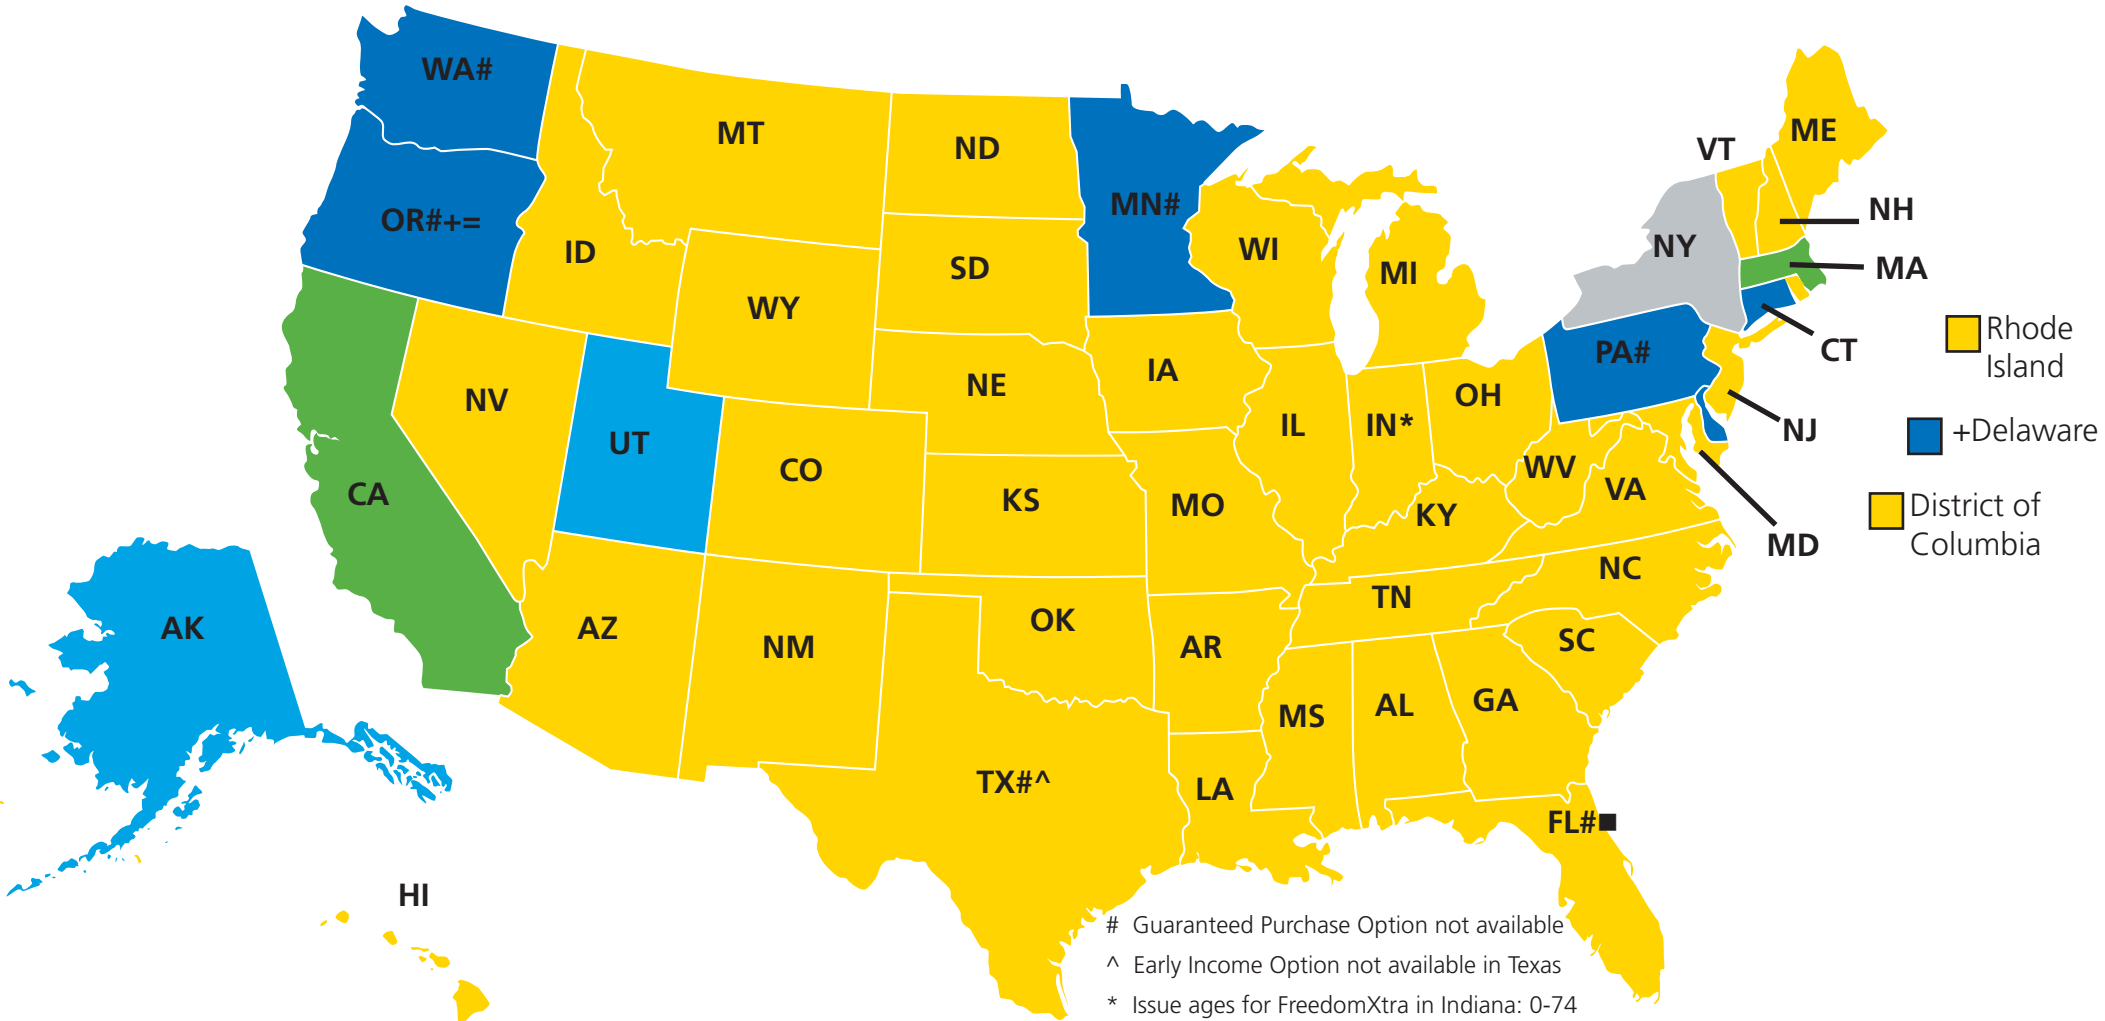 WA#
MT
ND
ME
VT
MN#
NH
OR#+=
NY
WI
ID
MA
SD
MI
WY
Rhode
Island
CT
PA#
IA
NE
OH
NV
IL
IN*
NJ
+Delaware
UT
CO
WV
VA
CA
KS
MO
KY
District of
Columbia
MD
NC
TN
OK
AK
AZ
SC
NM
AR
GA
AL
MS
TX#^
LA
FL#■
HI
# Guaranteed Purchase Option not available
^ Early Income Option not available in Texas
* Issue ages for FreedomXtra in Indiana: 0-74